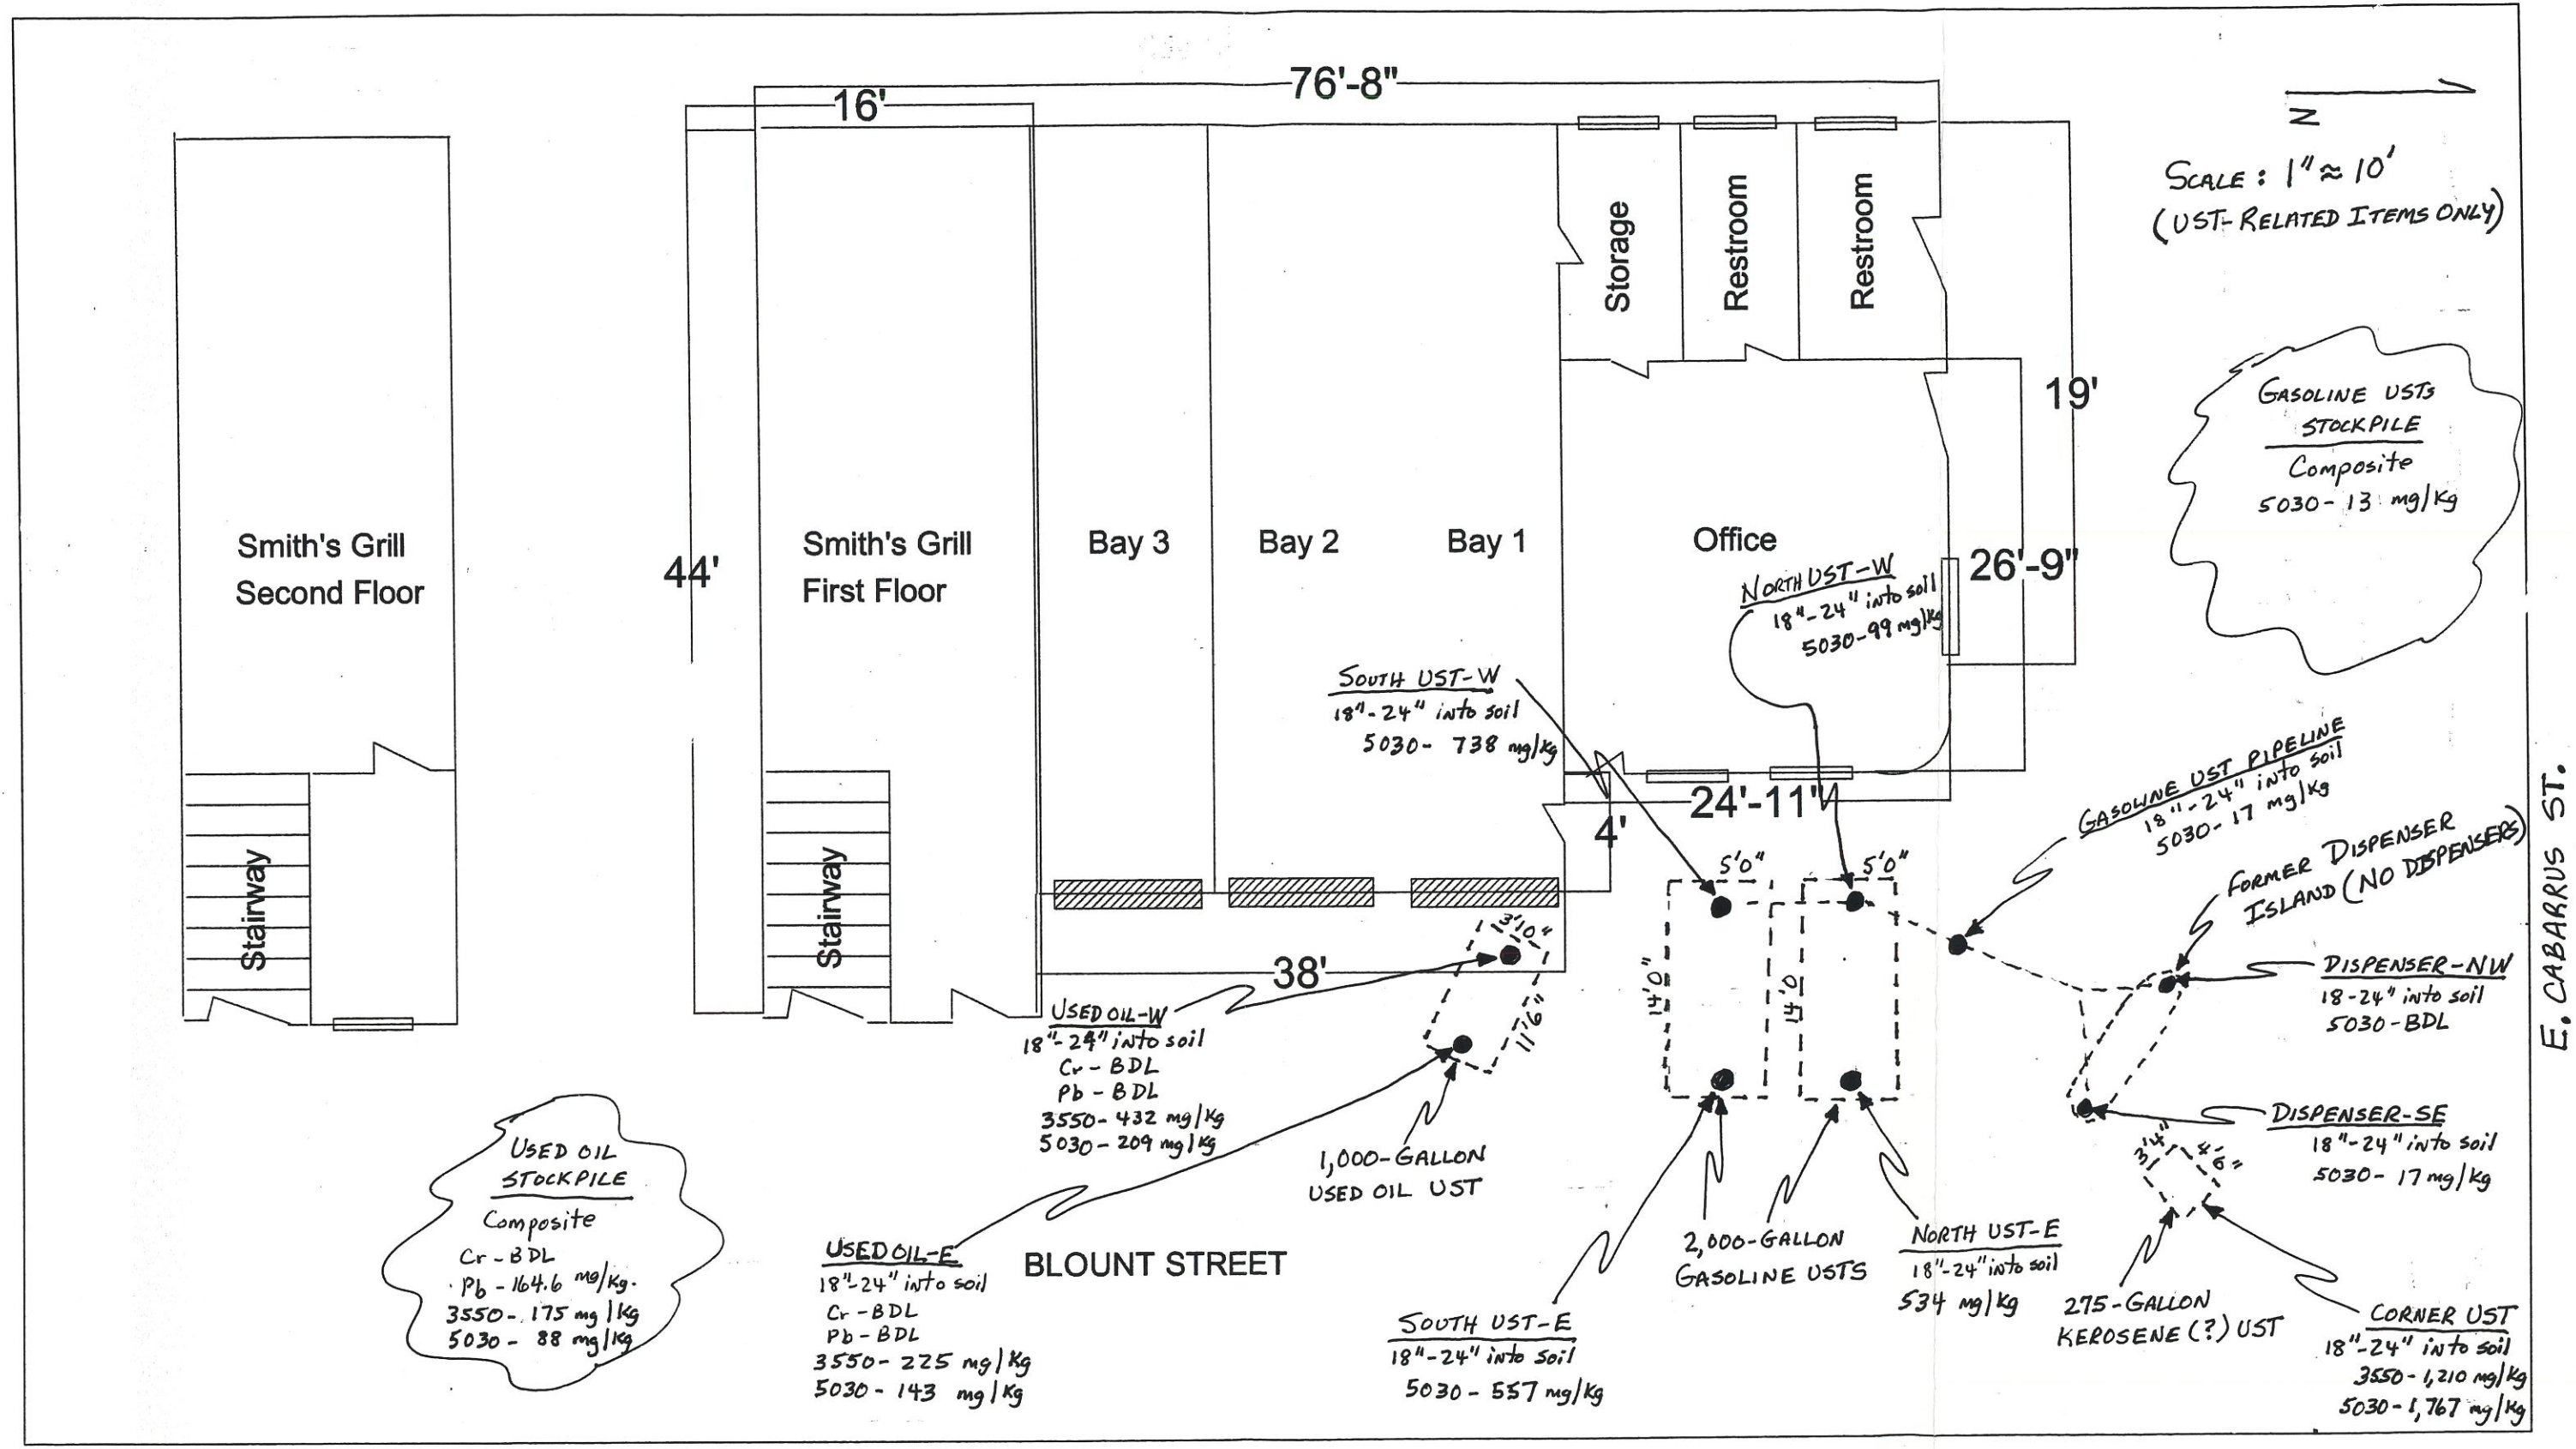 76'-8"
16'
N
SCALE: 1"≈10'
(UST-RELATED ITEMS ONLY)
Storage
Restroom
Restroom
19'
GASOLINE USTs
STOCKPILE
Composite
5030-13 mg/kg
Smith's Grill
Second Floor
44'
Smith's Grill
First Floor
Bay 3
Bay 2
Bay 1
Office
26'-9"
NORTH UST-W
18"-24" into soil
5030-99 mg/kg
SOUTH UST-W
18"-24" into soil
5030- 738 mg/kg
24'-11"
4'
GASOLINE UST PIPELINE
18"-24" into soil
5030-17 mg/kg
FORMER DISPENSER
ISLAND (NO DISPENSERS)
E. CABARRUS ST.
Stairway
Stairway
5'0"
5'0"
3'10"
11'6"
14'0"
14'0"
38'
DISPENSER-NW
18-24" into soil
5030-BDL
USED OIL-W
18"-24" into soil
Cr-BDL
Pb-BDL
3550-432 mg/kg
5030-209 mg/kg
1,000-GALLON
USED OIL UST
DISPENSER-SE
18"-24" into soil
5030- 17 mg/kg
3'4"
4'6"
USED OIL
STOCKPILE
Composite
Cr-BDL
Pb-164.6 mg/kg.
3550-175 mg/kg
5030- 88 mg/kg
USED OIL-E
18"-24" into soil
Cr-BDL
Pb-BDL
3550-225 mg/kg
5030-143 mg/kg
BLOUNT STREET
SOUTH UST-E
18"-24" into soil
5030-557 mg/kg
2,000-GALLON
GASOLINE USTS
NORTH UST-E
18"-24" into soil
534 mg/kg
275-GALLON
KEROSENE(?) UST
CORNER UST
18"-24" into soil
3550-1,210 mg/kg
5030-1,767 mg/kg